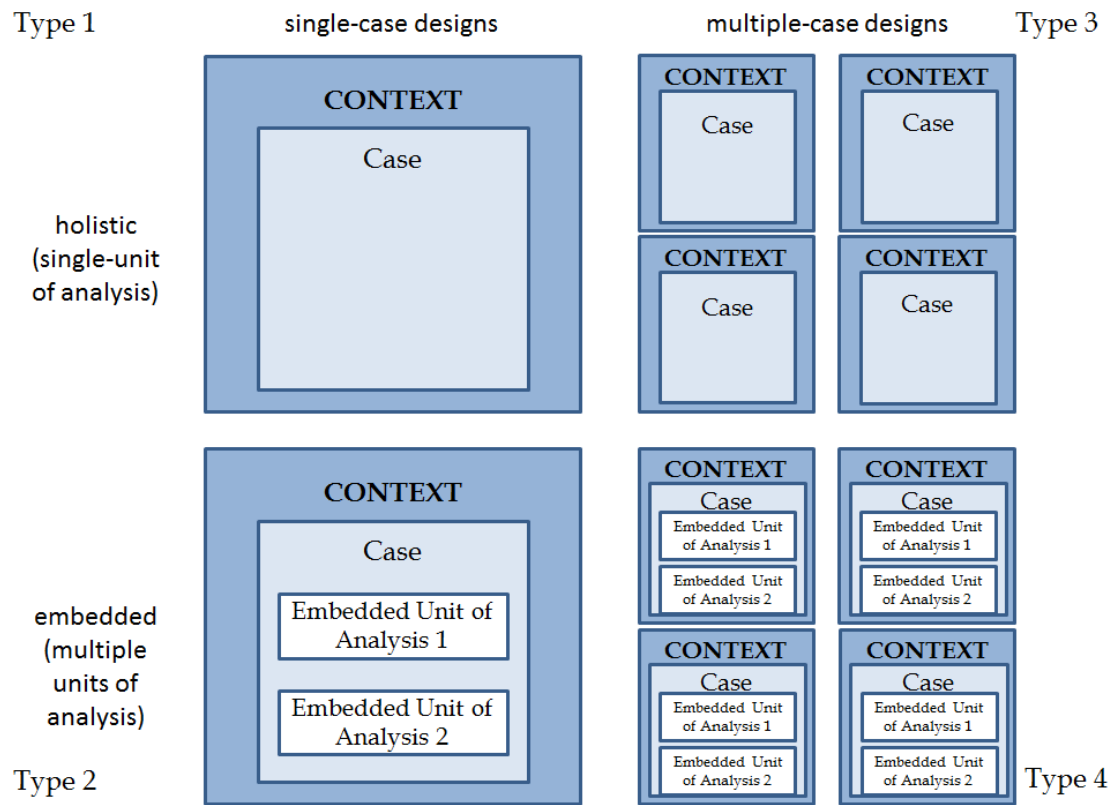 Type 1
single-case designs
multiple-case designs
Type 3
holistic
(single-unit
of analysis)
CONTEXT
Case
CONTEXT
Case
CONTEXT
Case
CONTEXT
Case
CONTEXT
Case
embedded
(multiple
units of
analysis)
CONTEXT
Case
Embedded Unit of
Analysis 1
Embedded Unit of
Analysis 2
CONTEXT
Case
Embedded Unit
of Analysis 1
Embedded Unit
of Analysis 2
CONTEXT
Case
Embedded Unit
of Analysis 1
Embedded Unit
of Analysis 2
CONTEXT
Case
Embedded Unit
of Analysis 1
Embedded Unit
of Analysis 2
CONTEXT
Case
Embedded Unit
of Analysis 1
Embedded Unit
of Analysis 2
Type 2
Type 4